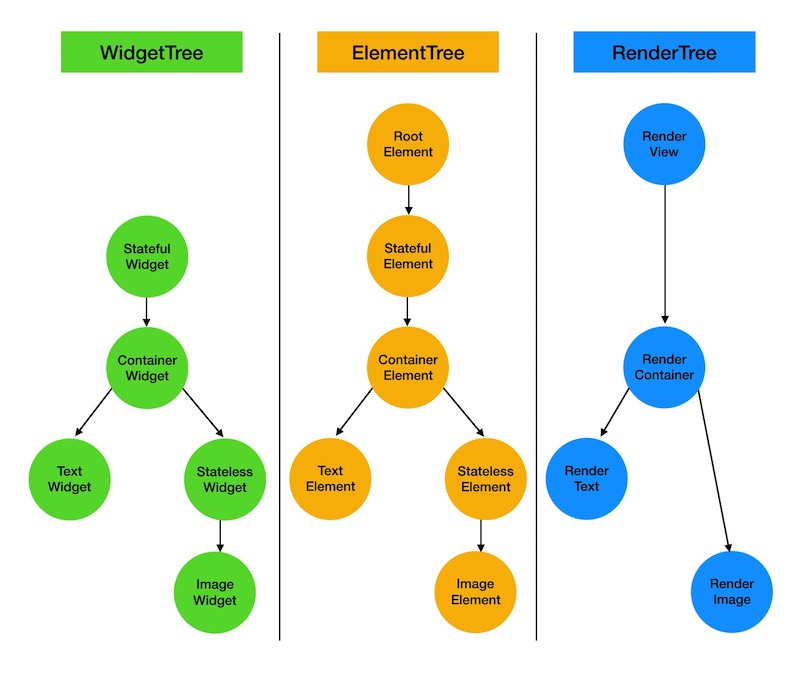 WidgetTree
Stateful
Widget
Container
Widget
Text
Widget
Stateless
Widget
Image
Widget
ElementTree
Root
Element
Stateful
Element
Container
Element
Text
Element
Stateless
Element
Image
Element
RenderTree
Render
View
Render
Container
Render
Text
Render
Image